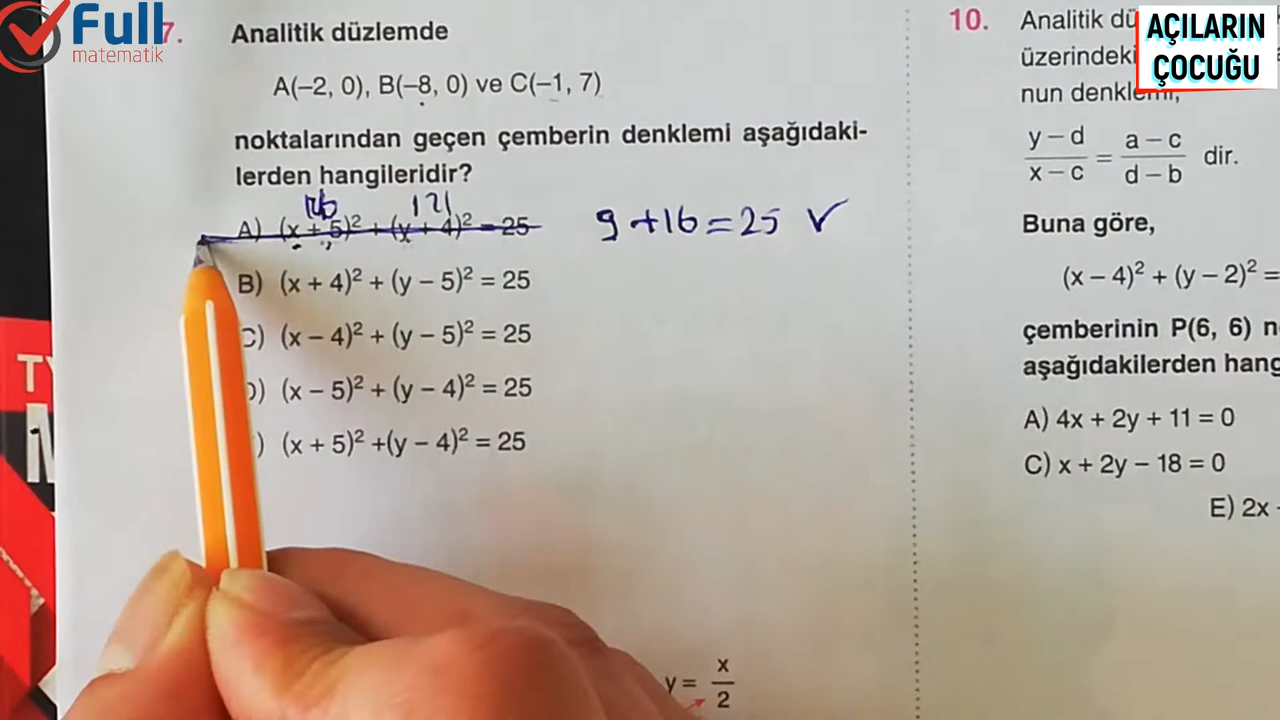 Full
matematik
7.
Analitik düzlemde
A(–2, 0), B(–8, 0) ve C(–1, 7)
noktalarından geçen çemberin denklemi aşağıdaki-
lerden hangileridir?
16 121
A) (x + 5)² + (y + 4)² = 25
9 + 16 = 25 ✓
B) (x + 4)² + (y – 5)² = 25
C) (x – 4)² + (y – 5)² = 25
D) (x – 5)² + (y – 4)² = 25
) (x + 5)² +(y – 4)² = 25
y = x/2
10.
Analitik
üzerindeki
nun denklemi,
y – d / x – c = a – c / d – b dir.
Buna göre,
(x – 4)² + (y – 2)² =
çemberinin P(6, 6)
aşağıdakilerden
A) 4x + 2y + 11 = 0
C) x + 2y – 18 = 0
E) 2x
AÇILARIN
ÇOCUĞU